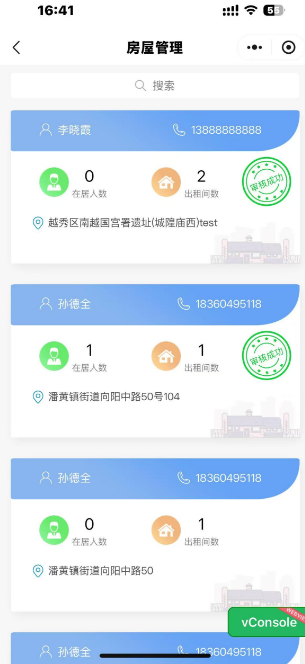 16:41
55
房屋管理
搜索
李晓霞 13888888888
0 2
在居人数 出租间数
审核成功
越秀区南越国宫署遗址(城隍庙西)test
孙德全 18360495118
1 1
在居人数 出租间数
审核成功
潘黄镇街道向阳中路50号104
孙德全 18360495118
0 1
在居人数 出租间数
潘黄镇街道向阳中路50
vConsole
孙德全 18360495118